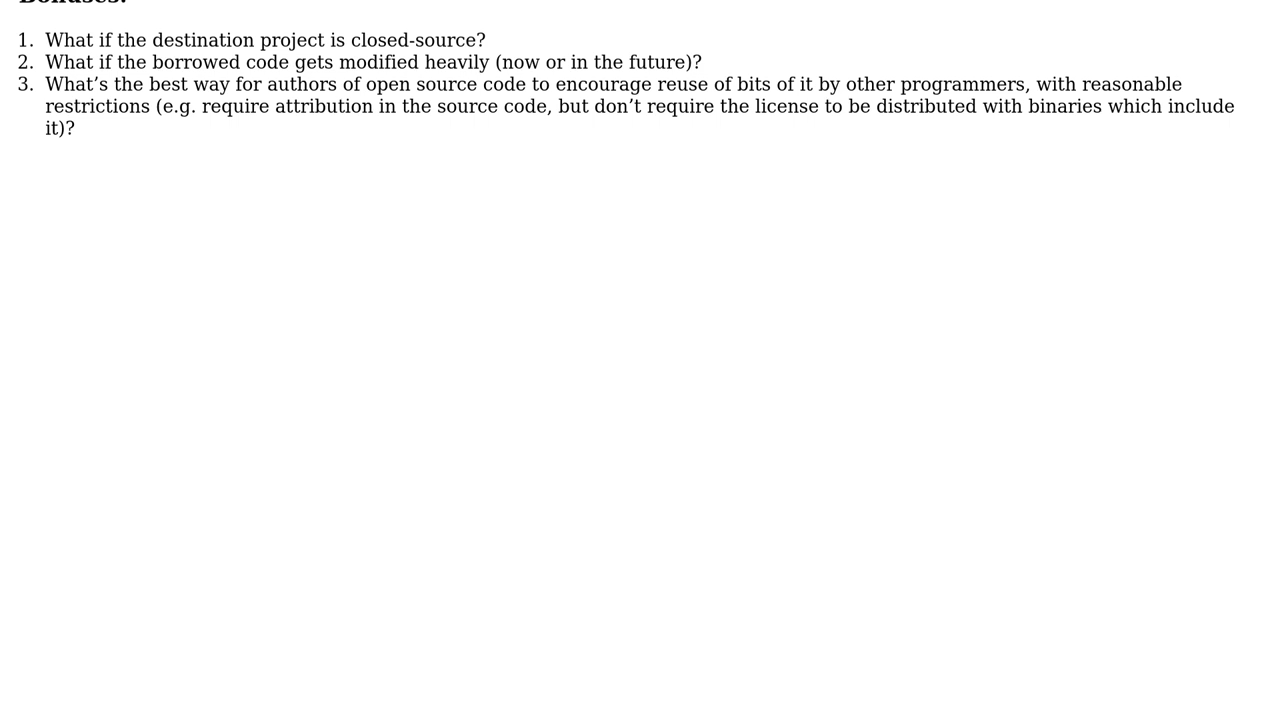 Bonuses:
1. What if the destination project is closed-source?
2. What if the borrowed code gets modified heavily (now or in the future)?
3. What’s the best way for authors of open source code to encourage reuse of bits of it by other programmers, with reasonable
restrictions (e.g. require attribution in the source code, but don’t require the license to be distributed with binaries which include
it)?